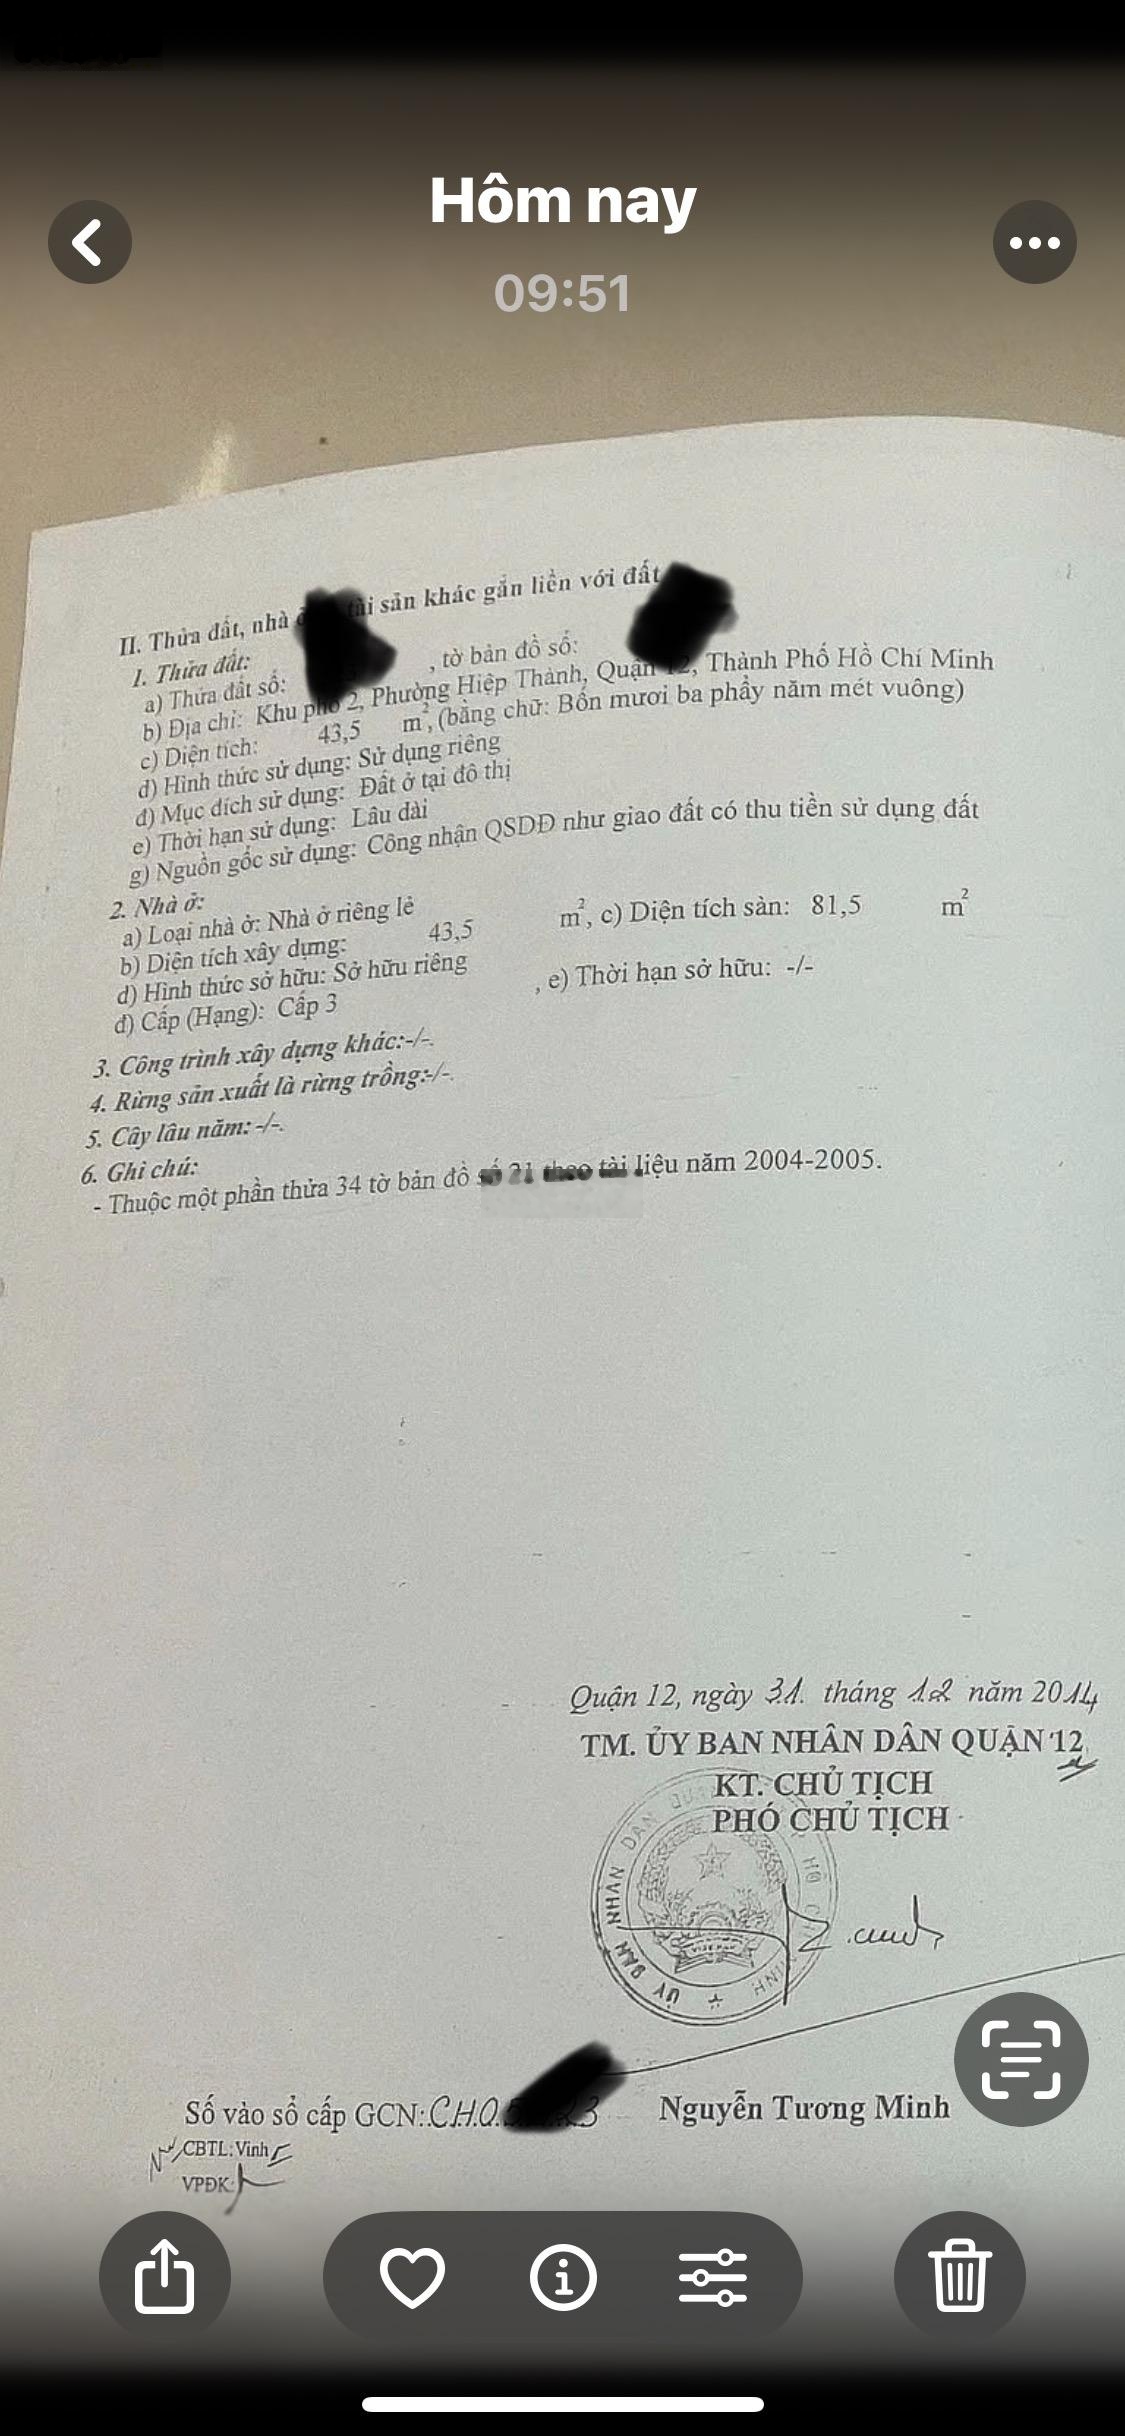 Hôm nay
09:51
II. Thửa đất, nhà tài sản khác gắn liền với đất
1. Thửa đất:
a) Thửa đất số: , tờ bản đồ số:
b) Địa chỉ: Khu phố 2, Phường Hiệp Thành, Quận 12, Thành Phố Hồ Chí Minh
c) Diện tích: 43,5 m², (bằng chữ: Bốn mươi ba phẩy năm mét vuông)
d) Hình thức sử dụng: Sử dụng riêng
đ) Mục đích sử dụng: Đất ở tại đô thị
e) Thời hạn sử dụng: Lâu dài
g) Nguồn gốc sử dụng: Công nhận QSDĐ như giao đất có thu tiền sử dụng đất
2. Nhà ở:
a) Loại nhà ở: Nhà ở riêng lẻ
b) Diện tích xây dựng: 43,5 m², c) Diện tích sàn: 81,5 m²
d) Hình thức sở hữu: Sở hữu riêng , e) Thời hạn sở hữu: -/-
đ) Cấp (Hạng): Cấp 3
3. Công trình xây dựng khác:-/-.
4. Rừng sản xuất là rừng trồng:-/-.
5. Cây lâu năm: -/-.
6. Ghi chú:
- Thuộc một phần thửa 34 tờ bản đồ liệu năm 2004-2005.
Quận 12, ngày 31. tháng 12 năm 2014
TM. ỦY BAN NHÂN DÂN QUẬN 12
KT. CHỦ TỊCH
PHÓ CHỦ TỊCH
ỦY BAN NHÂN DÂN
Số vào sổ cấp GCN: Nguyễn Tương Minh
CBTL: Vinh
VPĐK: